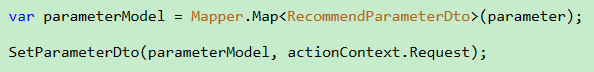 var parameterModel = Mapper.Map<RecommendParameterDto>(parameter);
SetParameterDto(parameterModel, actionContext.Request);